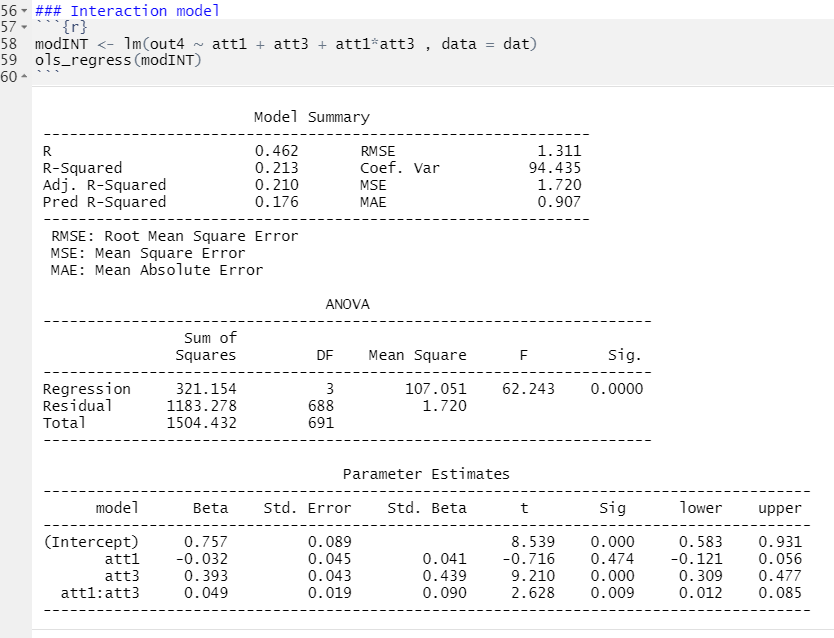 56 ### Interaction model
57 ```{r}
58 modINT <- lm(out4 ~ att1 + att3 + att1*att3 , data = dat)
59 ols_regress(modINT)
60 ```
Model Summary
---------------------------------------------------------------
R 0.462 RMSE 1.311
R-Squared 0.213 Coef. Var 94.435
Adj. R-Squared 0.210 MSE 1.720
Pred R-Squared 0.176 MAE 0.907
---------------------------------------------------------------
RMSE: Root Mean Square Error
MSE: Mean Square Error
MAE: Mean Absolute Error
ANOVA
----------------------------------------------------------------------
Sum of
Squares DF Mean Square F Sig.
----------------------------------------------------------------------
Regression 321.154 3 107.051 62.243 0.0000
Residual 1183.278 688 1.720
Total 1504.432 691
----------------------------------------------------------------------
Parameter Estimates
----------------------------------------------------------------------------------------
model Beta Std. Error Std. Beta t Sig lower upper
----------------------------------------------------------------------------------------
(Intercept) 0.757 0.089 8.539 0.000 0.583 0.931
att1 -0.032 0.045 0.041 -0.716 0.474 -0.121 0.056
att3 0.393 0.043 0.439 9.210 0.000 0.309 0.477
att1:att3 0.049 0.019 0.090 2.628 0.009 0.012 0.085
----------------------------------------------------------------------------------------